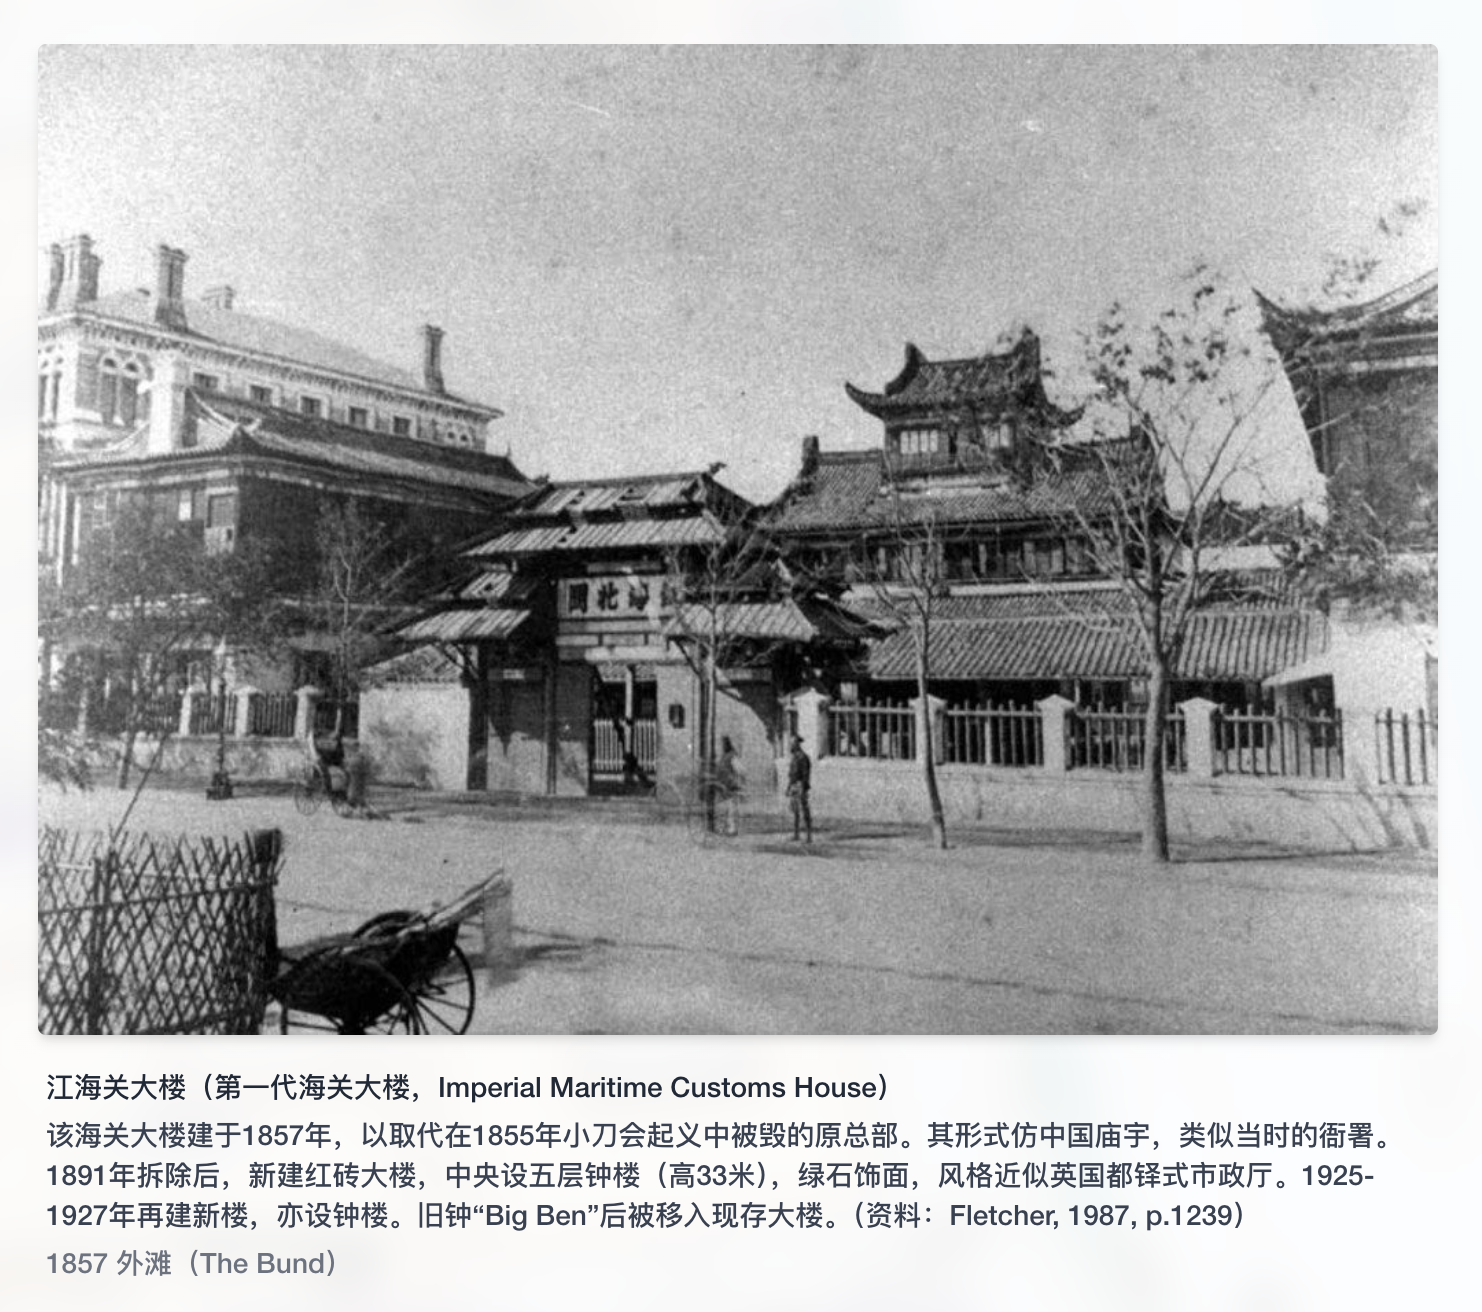 關北海江
江海关大楼（第一代海关大楼，Imperial Maritime Customs House）
该海关大楼建于1857年，以取代在1855年小刀会起义中被毁的原总部。其形式仿中国庙宇，类似当时的衙署。
1891年拆除后，新建红砖大楼，中央设五层钟楼（高33米），绿石饰面，风格近似英国都铎式市政厅。1925-
1927年再建新楼，亦设钟楼。旧钟“Big Ben”后被移入现存大楼。（资料：Fletcher, 1987, p.1239）
1857 外滩（The Bund）